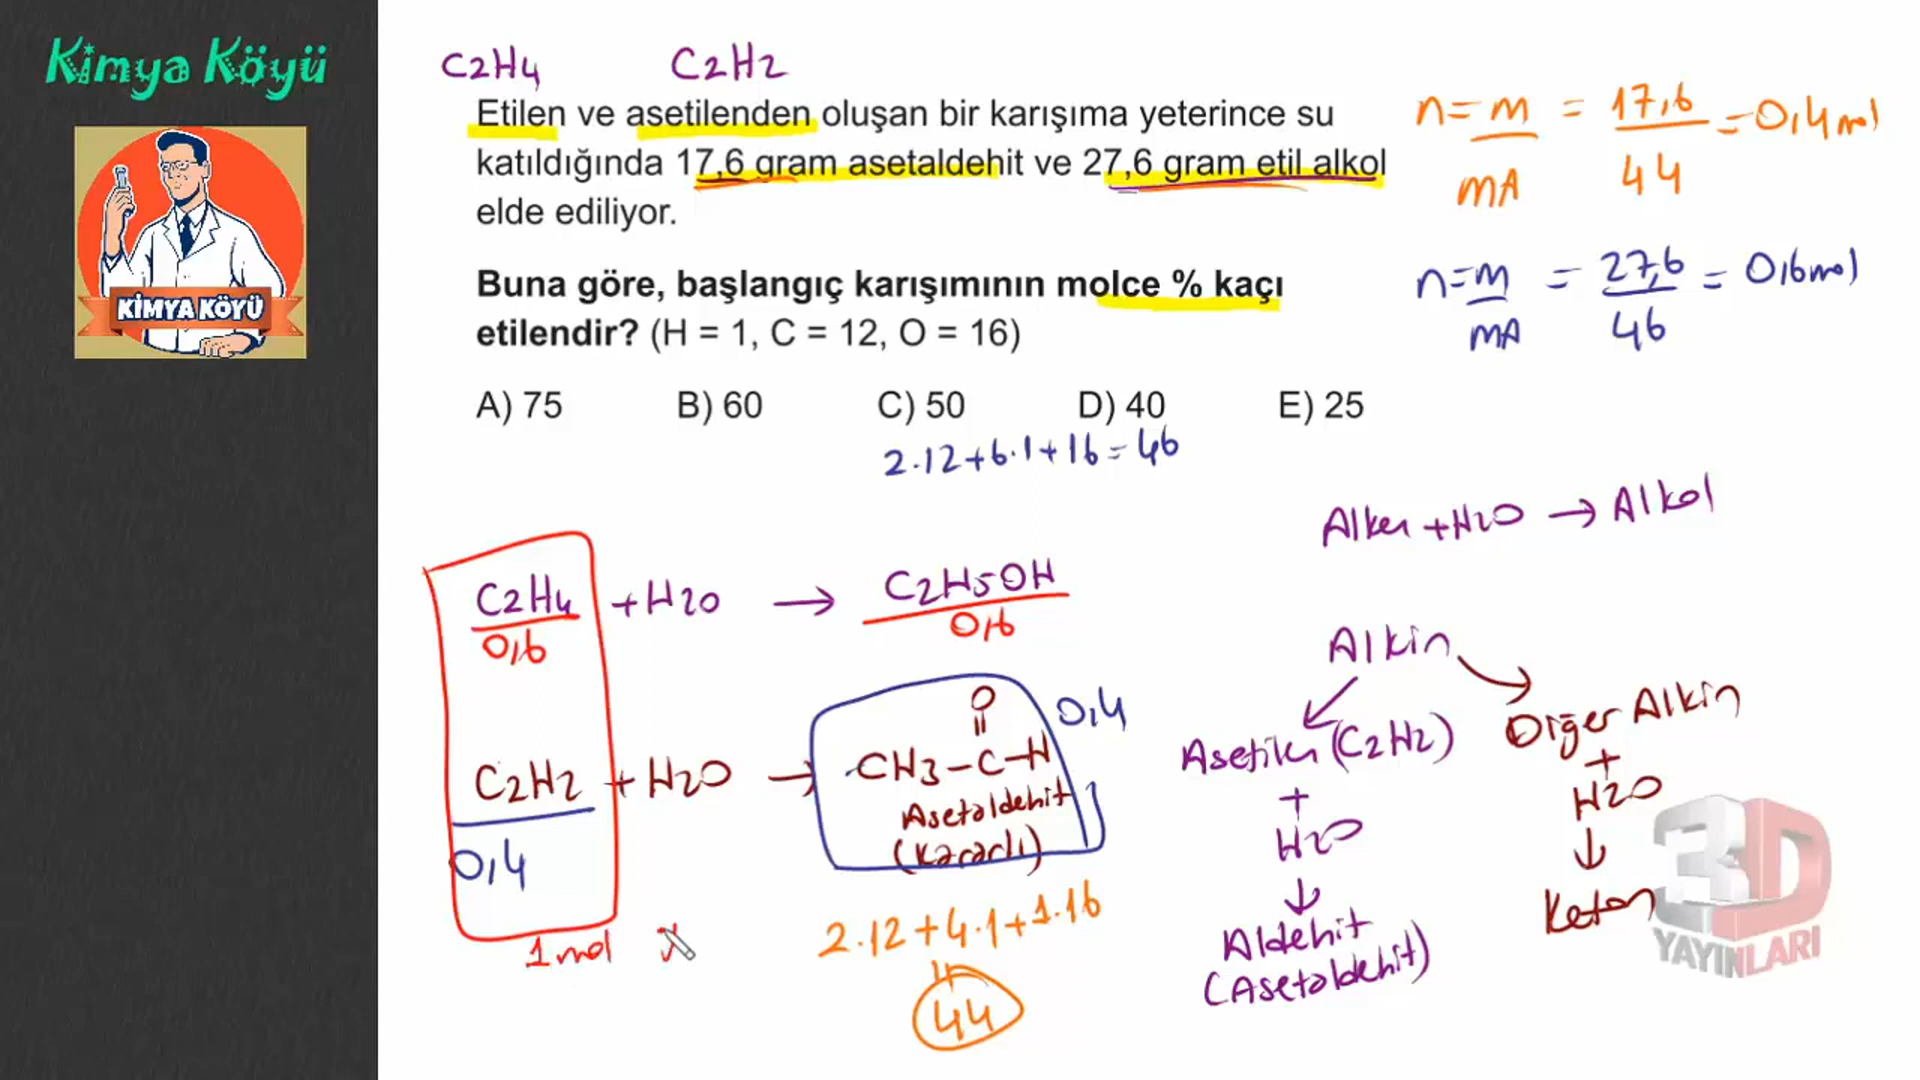 Kimya Köyü
KİMYA KÖYÜ
C2H4 C2H2
Etilen ve asetilenden oluşan bir karışıma yeterince su
katıldığında 17,6 gram asetaldehit ve 27,6 gram etil alkol
elde ediliyor.
n=m/mA = 17,6/44 = 0,4mol
n=m/mA = 27,6/46 = 0,6mol
Buna göre, başlangıç karışımının molce % kaçı
etilendir? (H = 1, C = 12, O = 16)
A) 75 B) 60 C) 50 D) 40 E) 25
2.12+6.1+16=46
Alken +H2O → Alkol
C2H4 +H2O → C2H5OH
0,6 0,6
Alkin
Asetilen (C2H2)
+
H2O
↓
Aldehit
(Asetaldehit)
Diğer Alkin
+
H2O
↓
Keton
O
C2H2 +H2O → CH3-C-H 0,4
Asetaldehit
(Kararlı)
0,4
1 mol
2.12+4.1+1.16
44
3D
YAYINLARI